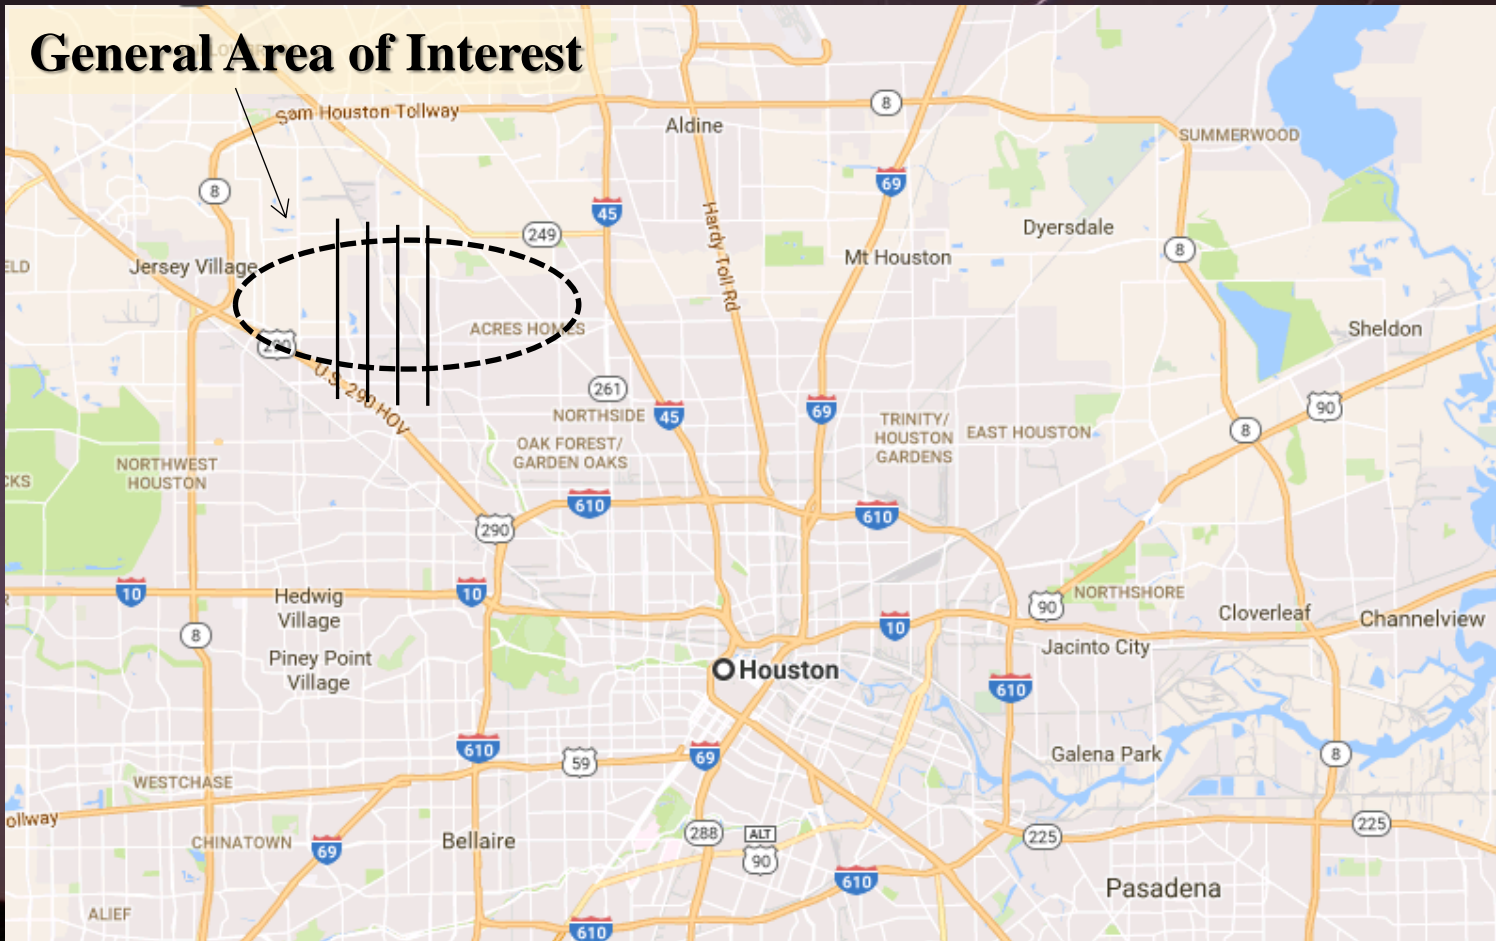 General Area of Interest
Sam Houston Tollway
8
Aldine
SUMMERWOOD
8
69
45
Hardy Toll Rd
249
Dyersdale
8
Mt Houston
ELD
Jersey Village
ACRES HOMES
Sheldon
290
U.S. 290 HOV
261
NORTHSIDE
45
69
90
TRINITY/
HOUSTON
GARDENS
EAST HOUSTON
8
OAK FOREST/
GARDEN OAKS
NORTHWEST
HOUSTON
CKS
610
610
290
10
Hedwig
Village
10
90
NORTHSHORE
Cloverleaf
Channelview
8
10
Jacinto City
Piney Point
Village
Houston
610
610
59
69
Galena Park
8
WESTCHASE
ollway
CHINATOWN
69
Bellaire
288
ALT
90
225
225
610
Pasadena
ALIEF
610